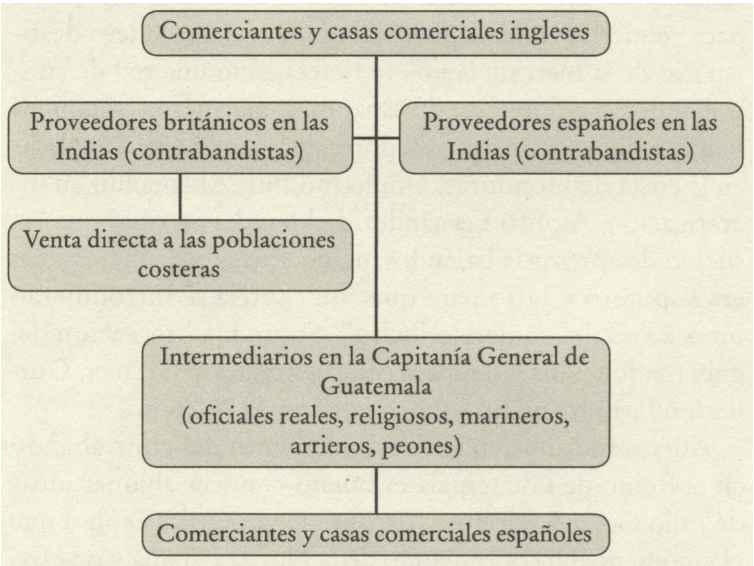 Comerciantes y casas comerciales ingleses
Proveedores británicos en las
Indias (contrabandistas)
Proveedores españoles en las
Indias (contrabandistas)
Venta directa a las poblaciones
costeras
Intermediarios en la Capitanía General de
Guatemala
(oficiales reales, religiosos, marineros,
arrieros, peones)
Comerciantes y casas comerciales españoles